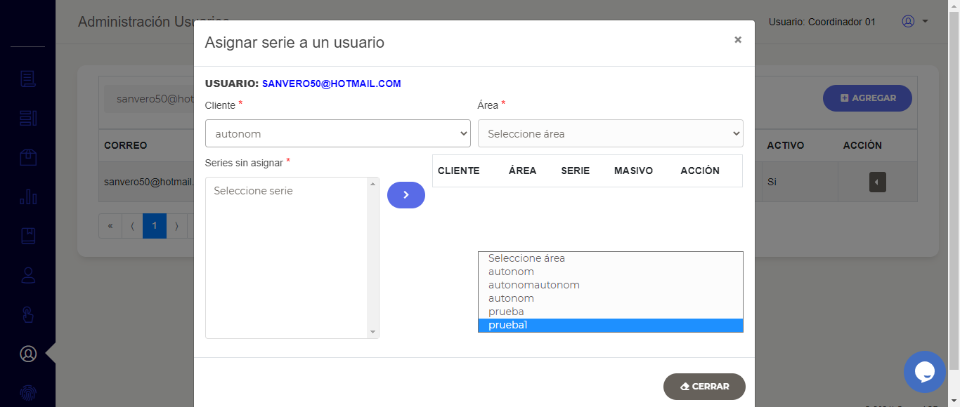 Administración Usuarios
Usuario: Coordinador 01
Asignar serie a un usuario
×
USUARIO: SANVERO50@HOTMAIL.COM
Cliente *
Área *
autonom
Seleccione área
sanvero50@hot
AGREGAR
CORREO
ACTIVO
ACCIÓN
Series sin asignar *
CLIENTE ÁREA SERIE MASIVO ACCIÓN
sanvero50@hotmail.
Si
Seleccione serie
« ⟨ 1 ⟩
Seleccione área
autonom
autonomautonom
autonom
prueba
prueba1
CERRAR